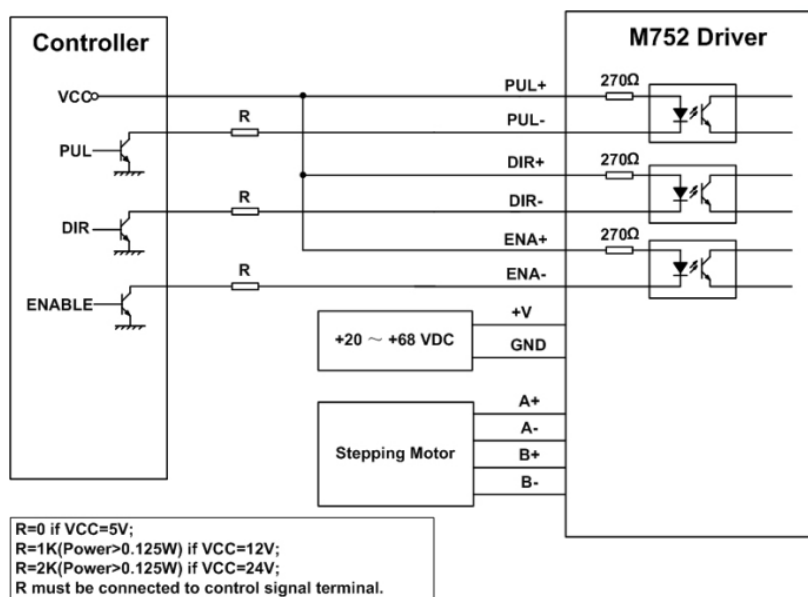 Controller
M752 Driver
VCC
PUL
DIR
ENABLE
R
R
R
PUL+
PUL-
DIR+
DIR-
ENA+
ENA-
270Ω
270Ω
270Ω
+20 ~ +68 VDC
+V
GND
Stepping Motor
A+
A-
B+
B-
R=0 if VCC=5V;
R=1K(Power>0.125W) if VCC=12V;
R=2K(Power>0.125W) if VCC=24V;
R must be connected to control signal terminal.